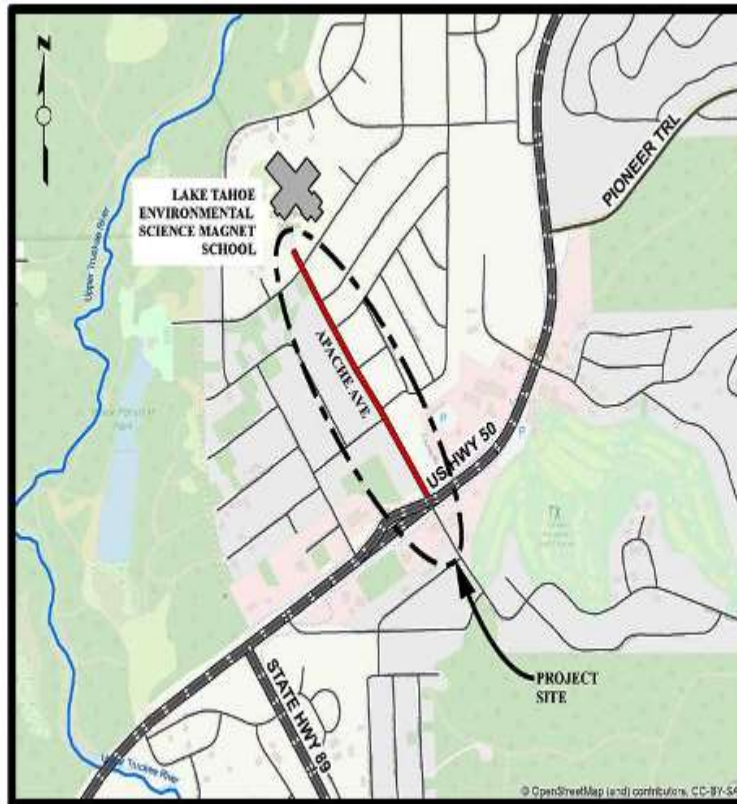 Z
LAKE TAHOE
ENVIRONMENTAL
SCIENCE MAGNET
SCHOOL
PIONEER TRL
Upper Truckee River
APACHE AVE
P
US HWY 50
P
PROJECT
SITE
STATE HWY 89
Upper Truckee River
© OpenStreetMap (and) contributors, CC-BY-SA